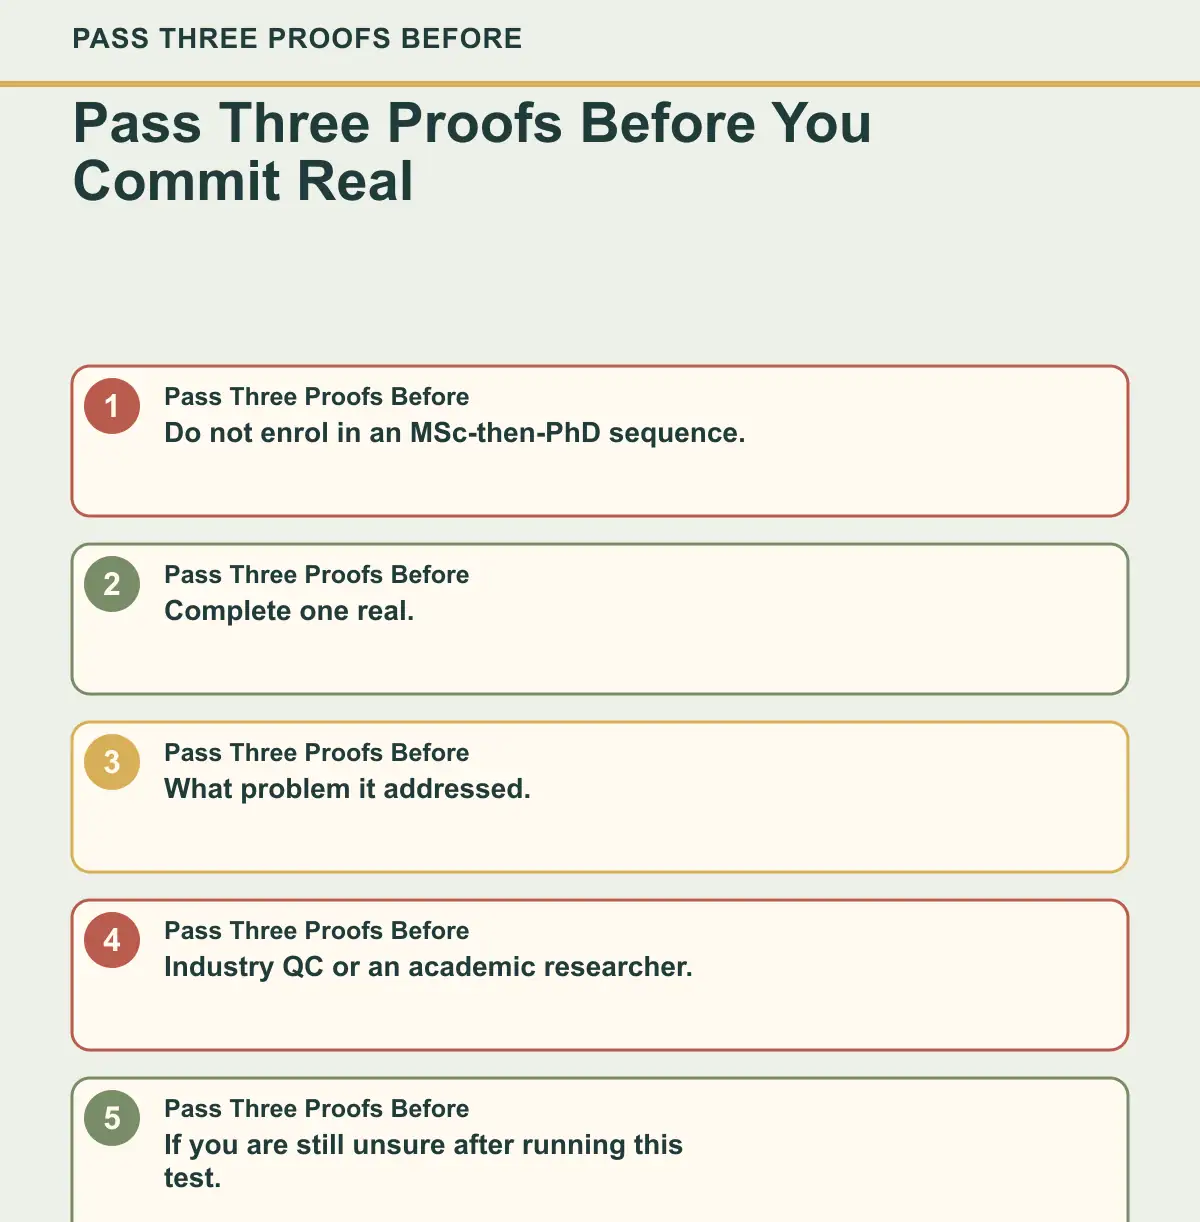 PASS THREE PROOFS BEFORE
Pass Three Proofs Before You
Commit Real
1
Pass Three Proofs Before
Do not enrol in an MSc-then-PhD sequence.
2
Pass Three Proofs Before
Complete one real.
3
Pass Three Proofs Before
What problem it addressed.
4
Pass Three Proofs Before
Industry QC or an academic researcher.
5
Pass Three Proofs Before
If you are still unsure after running this
test.